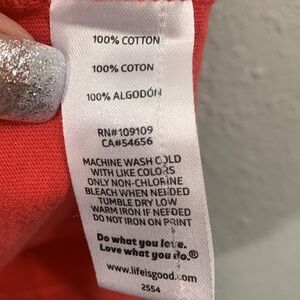 100% COTTON
100% COTON
100% ALGODÓN
RN#109109
CA#54656
MACHINE WASH COLD
WITH LIKE COLORS
ONLY NON-CHLORINE
BLEACH WHEN NEEDED
TUMBLE DRY LOW
WARM IRON IF NEEDED
DO NOT IRON ON PRINT
Do what you love.
Love what you do.®
www.lifeisgood.com
2554